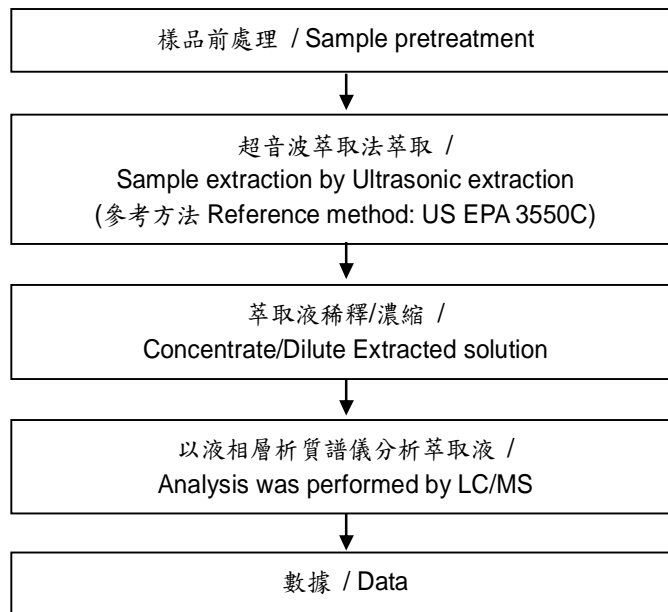 樣品前處理 / Sample pretreatment
超音波萃取法萃取 /
Sample extraction by Ultrasonic extraction
(參考方法 Reference method: US EPA 3550C)
萃取液稀釋/濃縮 /
Concentrate/Dilute Extracted solution
以液相層析質譜儀分析萃取液 /
Analysis was performed by LC/MS
數據 / Data